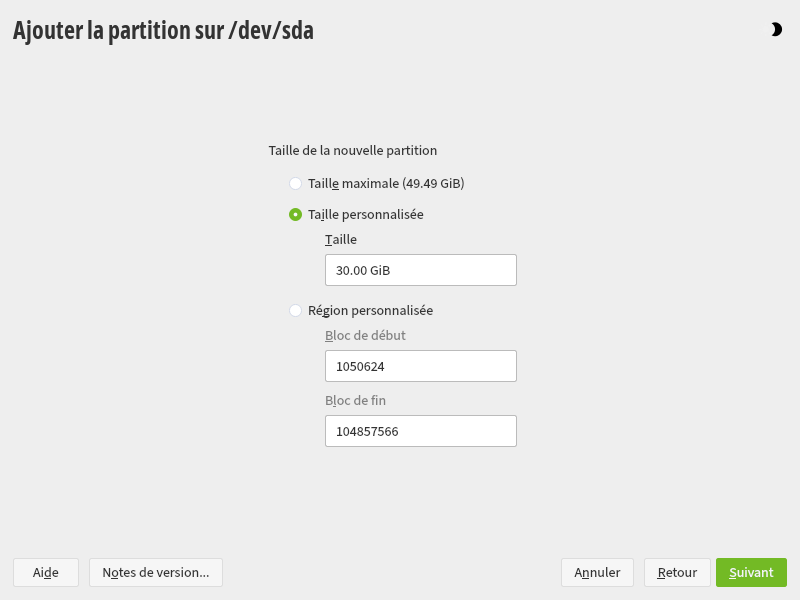 Ajouter la partition sur /dev/sda
Taille de la nouvelle partition
Taille maximale (49.49 GiB)
Taille personnalisée
Taille
30.00 GiB
Région personnalisée
Bloc de début
1050624
Bloc de fin
104857566
Aide
Notes de version...
Annuler
Retour
Suivant